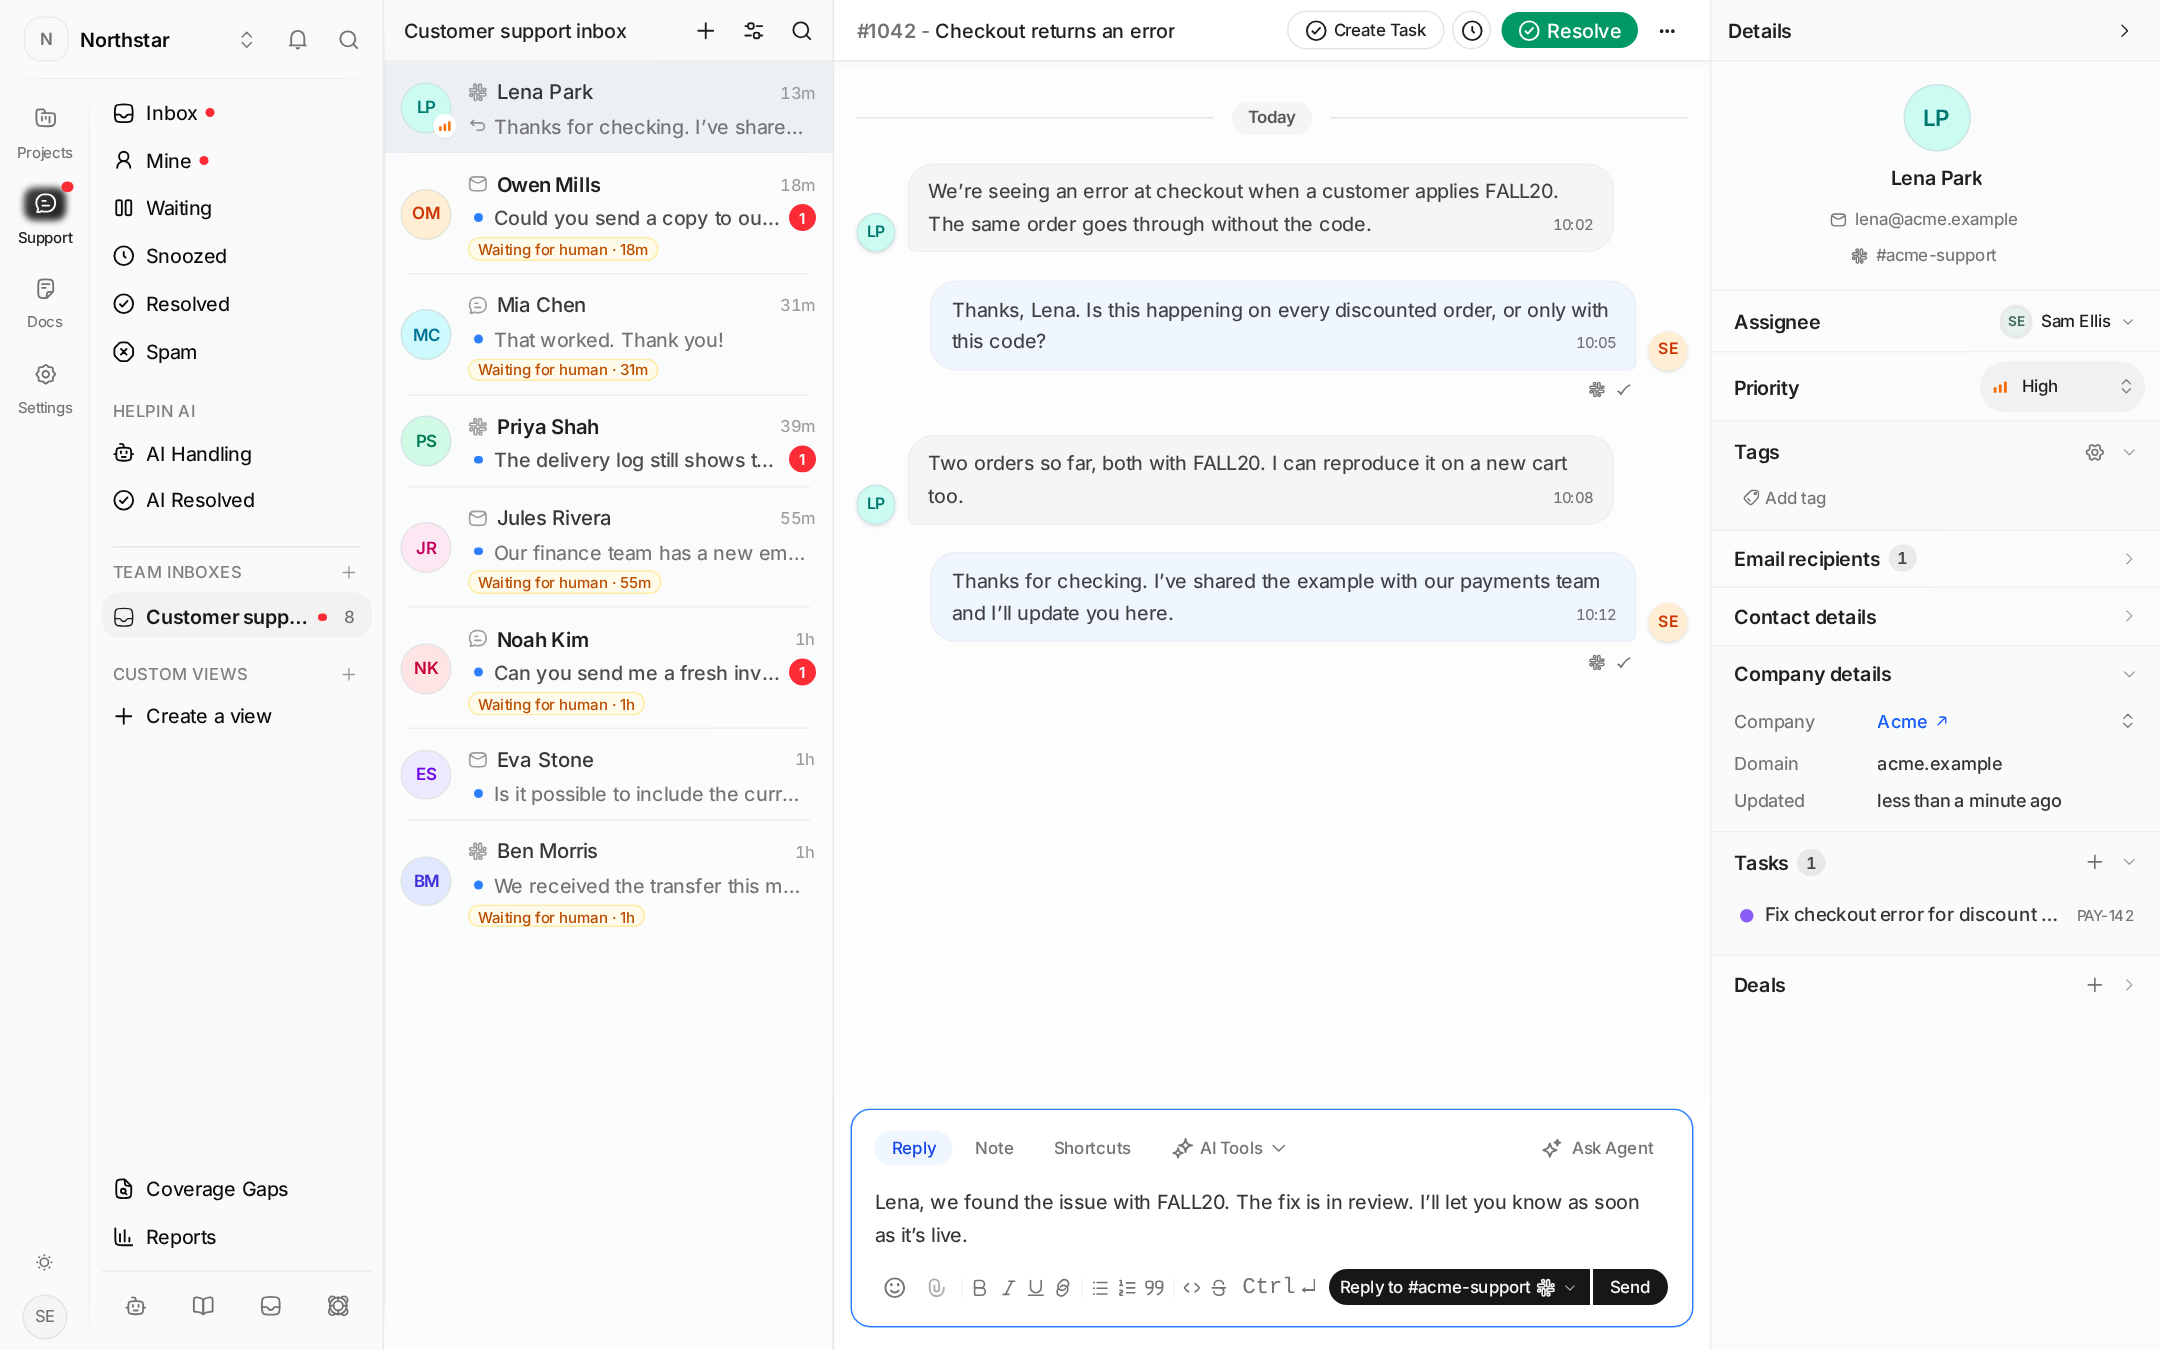 N
Northstar
Projects
Support
Docs
Settings
SE
Inbox
Mine
Waiting
Snoozed
Resolved
Spam
HELPIN AI
AI Handling
AI Resolved
TEAM INBOXES
Customer supp... 8
CUSTOM VIEWS
Create a view
Coverage Gaps
Reports
Customer support inbox
LP
Lena Park 13m
Thanks for checking. I've share...
OM
Owen Mills 18m
Could you send a copy to ou... 1
Waiting for human · 18m
MC
Mia Chen 31m
That worked. Thank you!
Waiting for human · 31m
PS
Priya Shah 39m
The delivery log still shows t... 1
JR
Jules Rivera 55m
Our finance team has a new em...
Waiting for human · 55m
NK
Noah Kim 1h
Can you send me a fresh inv... 1
Waiting for human · 1h
ES
Eva Stone 1h
Is it possible to include the curr...
BM
Ben Morris 1h
We received the transfer this m...
Waiting for human · 1h
#1042 - Checkout returns an error
Create Task
Resolve
Today
We're seeing an error at checkout when a customer applies FALL20.
The same order goes through without the code. 10:02
LP
Thanks, Lena. Is this happening on every discounted order, or only with
this code? 10:05
SE
Two orders so far, both with FALL20. I can reproduce it on a new cart
too. 10:08
LP
Thanks for checking. I've shared the example with our payments team
and I'll update you here. 10:12
SE
Reply Note Shortcuts AI Tools Ask Agent
Lena, we found the issue with FALL20. The fix is in review. I'll let you know as soon
as it's live.
Ctrl Reply to #acme-support Send
Details
LP
Lena Park
lena@acme.example
#acme-support
Assignee SE Sam Ellis
Priority High
Tags
Add tag
Email recipients 1
Contact details
Company details
Company Acme
Domain acme.example
Updated less than a minute ago
Tasks 1
Fix checkout error for discount ... PAY-142
Deals